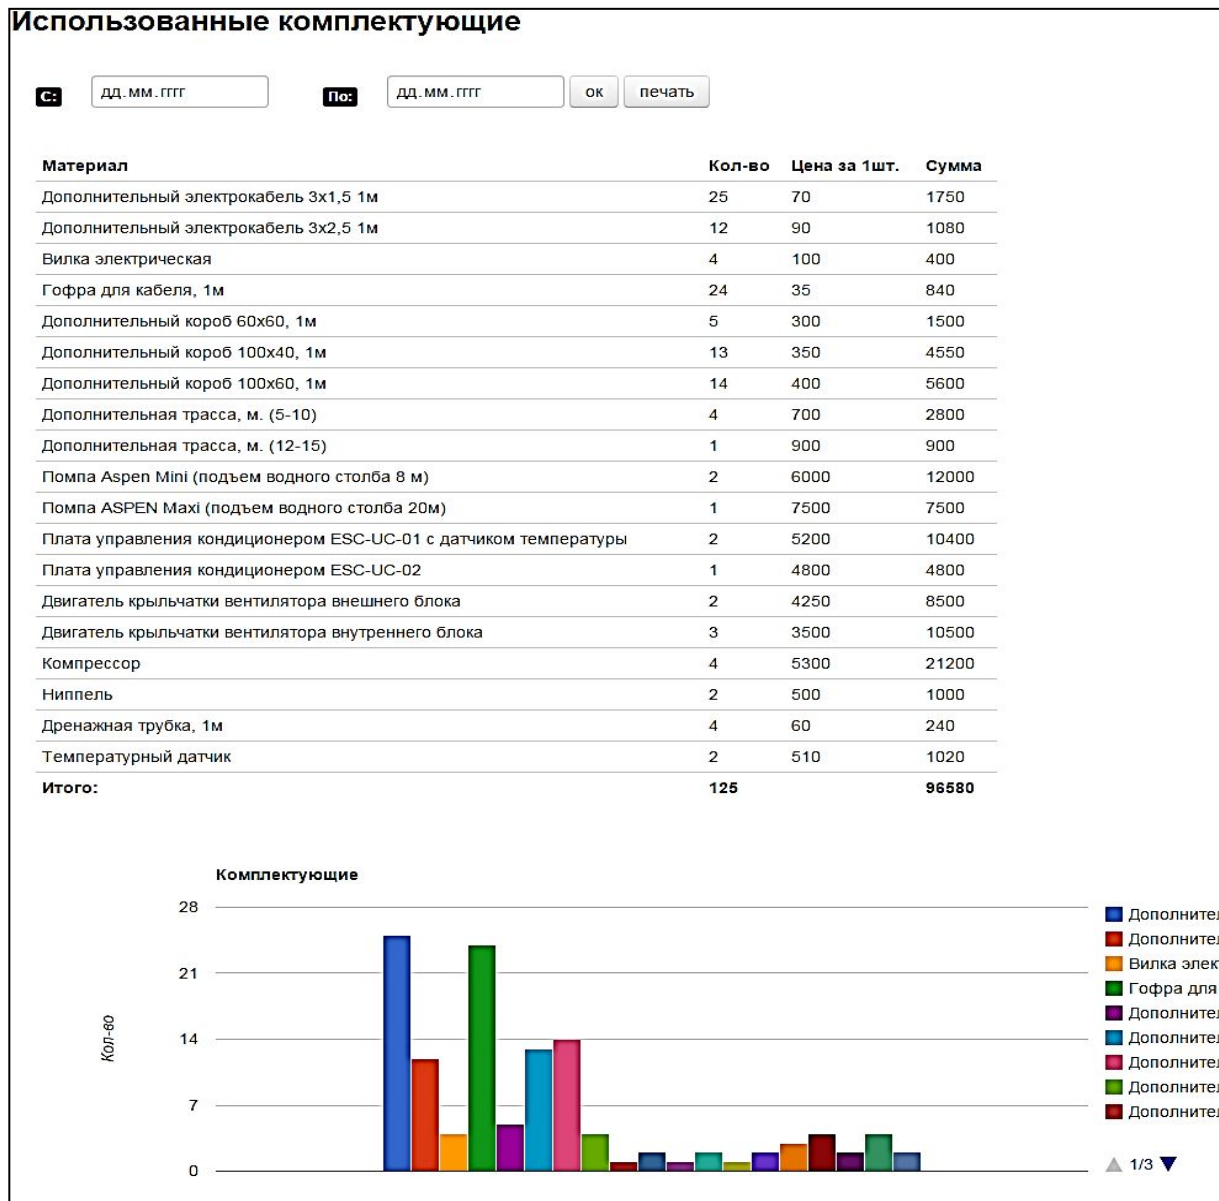 Использованные комплектующие
С: дд.мм.гггг По: дд.мм.гггг ок печать
Материал Кол-во Цена за 1шт. Сумма
Дополнительный электрокабель 3х1,5 1м 25 70 1750
Дополнительный электрокабель 3х2,5 1м 12 90 1080
Вилка электрическая 4 100 400
Гофра для кабеля, 1м 24 35 840
Дополнительный короб 60х60, 1м 5 300 1500
Дополнительный короб 100х40, 1м 13 350 4550
Дополнительный короб 100х60, 1м 14 400 5600
Дополнительная трасса, м. (5-10) 4 700 2800
Дополнительная трасса, м. (12-15) 1 900 900
Помпа Aspen Mini (подъем водного столба 8 м) 2 6000 12000
Помпа ASPEN Maxi (подъем водного столба 20м) 1 7500 7500
Плата управления кондиционером ESC-UC-01 с датчиком температуры 2 5200 10400
Плата управления кондиционером ESC-UC-02 1 4800 4800
Двигатель крыльчатки вентилятора внешнего блока 2 4250 8500
Двигатель крыльчатки вентилятора внутреннего блока 3 3500 10500
Компрессор 4 5300 21200
Ниппель 2 500 1000
Дренажная трубка, 1м 4 60 240
Температурный датчик 2 510 1020
Итого: 125 96580
Комплектующие
28
21
14
7
0
Кол-во
Дополнител
Дополнител
Вилка элект
Гофра для
Дополнител
Дополнител
Дополнител
Дополнител
Дополнител
1/3